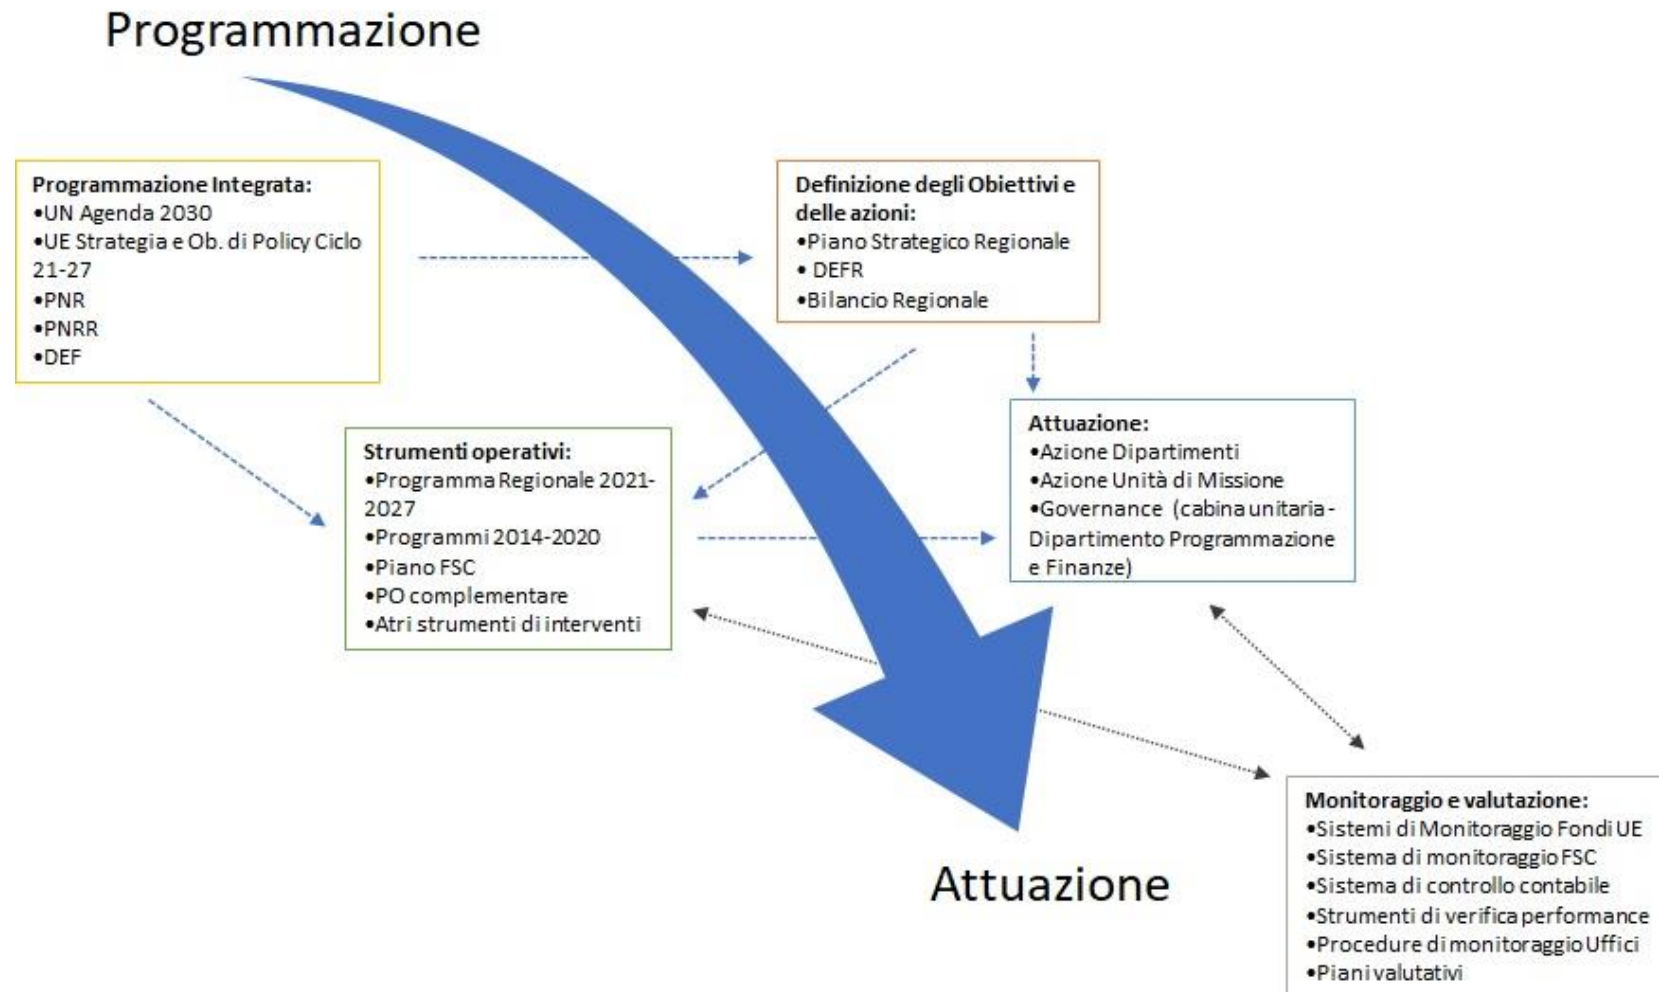 Programmazione
Programmazione Integrata:
•UN Agenda 2030
•UE Strategia e Ob. di Policy Ciclo
21-27
•PNR
•PNRR
•DEF
Definizione degli Obiettivi e
delle azioni:
•Piano Strategico Regionale
• DEFR
•Bilancio Regionale
Strumenti operativi:
•Programma Regionale 2021-
2027
•Programmi 2014-2020
•Piano FSC
•PO complementare
•Atri strumenti di interventi
Attuazione:
•Azione Dipartimenti
•Azione Unità di Missione
•Governance (cabina unitaria -
Dipartimento Programmazione
e Finanze)
Attuazione
Monitoraggio e valutazione:
•Sistemi di Monitoraggio Fondi UE
•Sistema di monitoraggio FSC
•Sistema di controllo contabile
•Strumenti di verifica performance
•Procedure di monitoraggio Uffici
•Piani valutativi